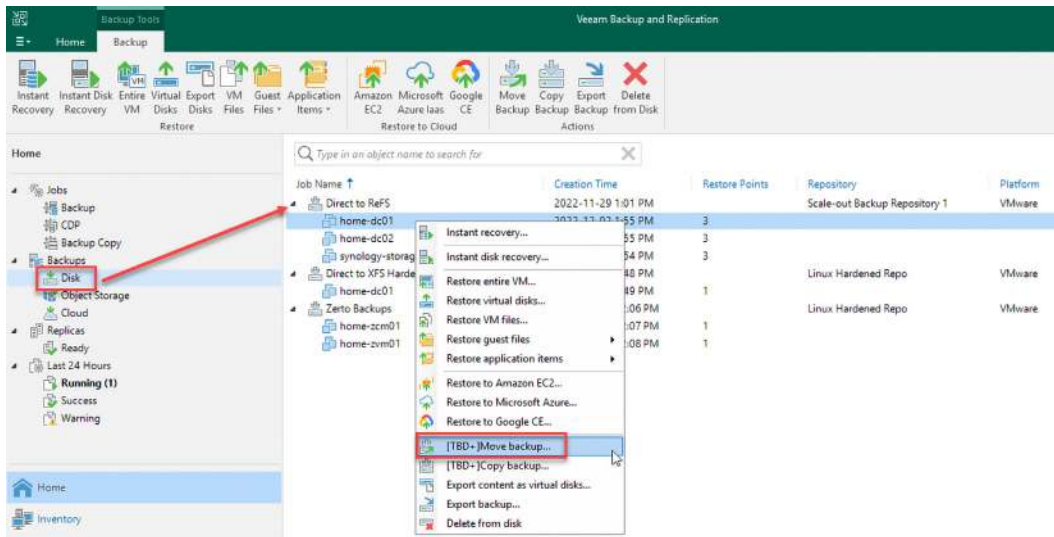 Backup Tools
Veeam Backup and Replication
Home Backup
Instant Recovery
Instant Disk Recovery
Entire VM
Virtual Disks
Export Disks
VM Files
Guest Files
Application Items
Amazon EC2
Microsoft Azure Iaas
Google CE
Move Backup
Copy Backup
Export Backup
Delete from Disk
Restore
Restore to Cloud
Actions
Home
Type in an object name to search for
Jobs
Backup
CDP
Backup Copy
Backups
Disk
Object Storage
Cloud
Replicas
Ready
Last 24 Hours
Running (1)
Success
Warning
Home
Inventory
Job Name Creation Time Restore Points Repository Platform
Direct to ReFS 2022-11-29 1:01 PM Scale-out Backup Repository 1 VMware
home-dc01 2022-12-02 1:55 PM 3
home-dc02 55 PM 3
synology-storag 54 PM 3
Direct to XFS Harde 48 PM Linux Hardened Repo VMware
home-dc01 49 PM 1
Zerto Backups :06 PM Linux Hardened Repo VMware
home-zcm01 :07 PM 1
home-zvm01 :08 PM 1
Instant recovery...
Instant disk recovery...
Restore entire VM...
Restore virtual disks...
Restore VM files...
Restore guest files
Restore application items
Restore to Amazon EC2...
Restore to Microsoft Azure...
Restore to Google CE...
[TBD+]Move backup...
[TBD+]Copy backup...
Export content as virtual disks...
Export backup...
Delete from disk